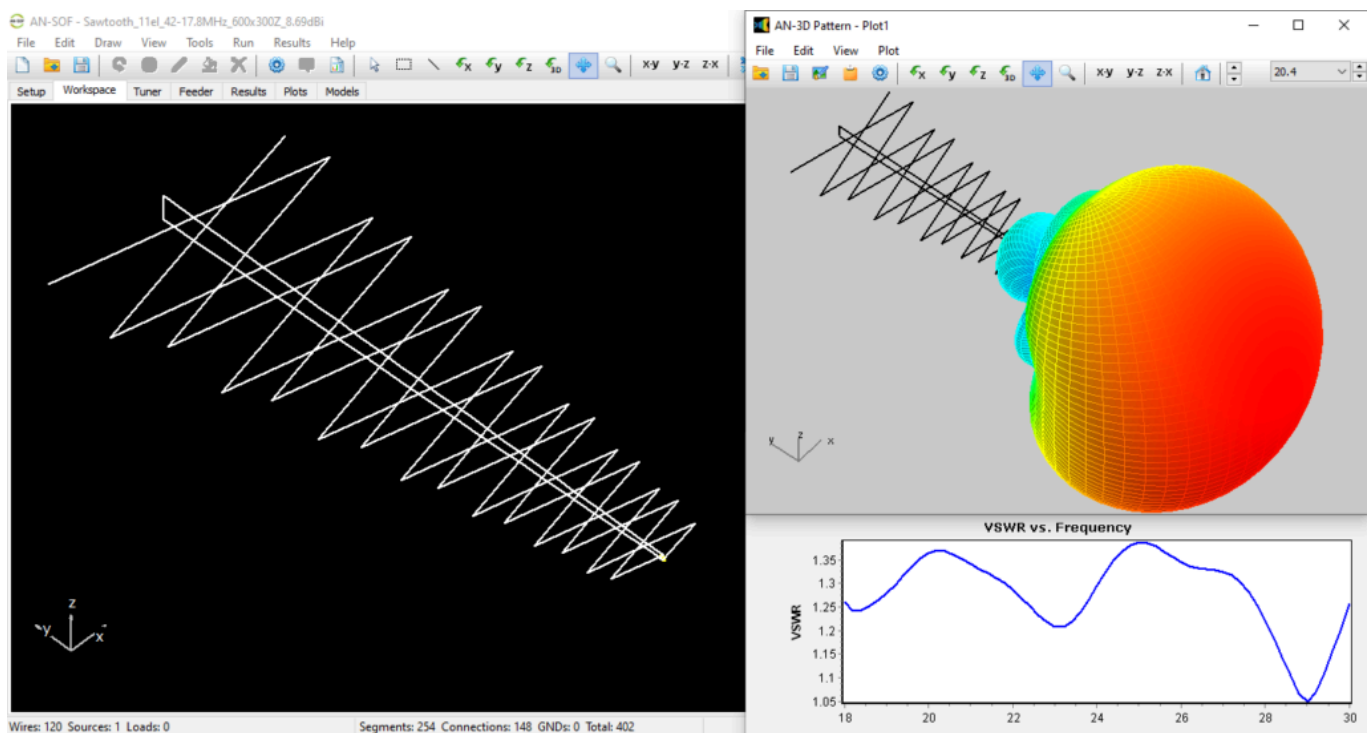 AN-SOF - Sawtooth_11el_42-17.8MHz_600x300Z_8.69dBi
File Edit Draw View Tools Run Results Help
x-y y-z z-x
Setup Workspace Tuner Feeder Results Plots Models
z
y
x
Wires: 120 Sources: 1 Loads: 0
Segments: 254 Connections: 148 GNDs: 0 Total: 402
AN-3D Pattern - Plot1
File Edit View Plot
x-y y-z z-x 20.4
y z x
VSWR vs. Frequency
VSWR
1.35
1.3
1.25
1.2
1.15
1.1
1.05
18 20 22 24 26 28 30